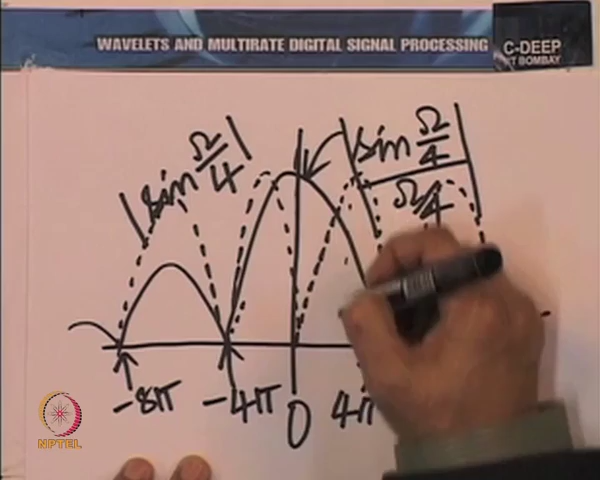 WAVELETS AND MULTIRATE DIGITAL SIGNAL PROCESSING
C-DEEP
IIT BOMBAY
|sin Ω/4|
|sin Ω/4 / Ω/4|
-8π -4π 0 4π
NPTEL